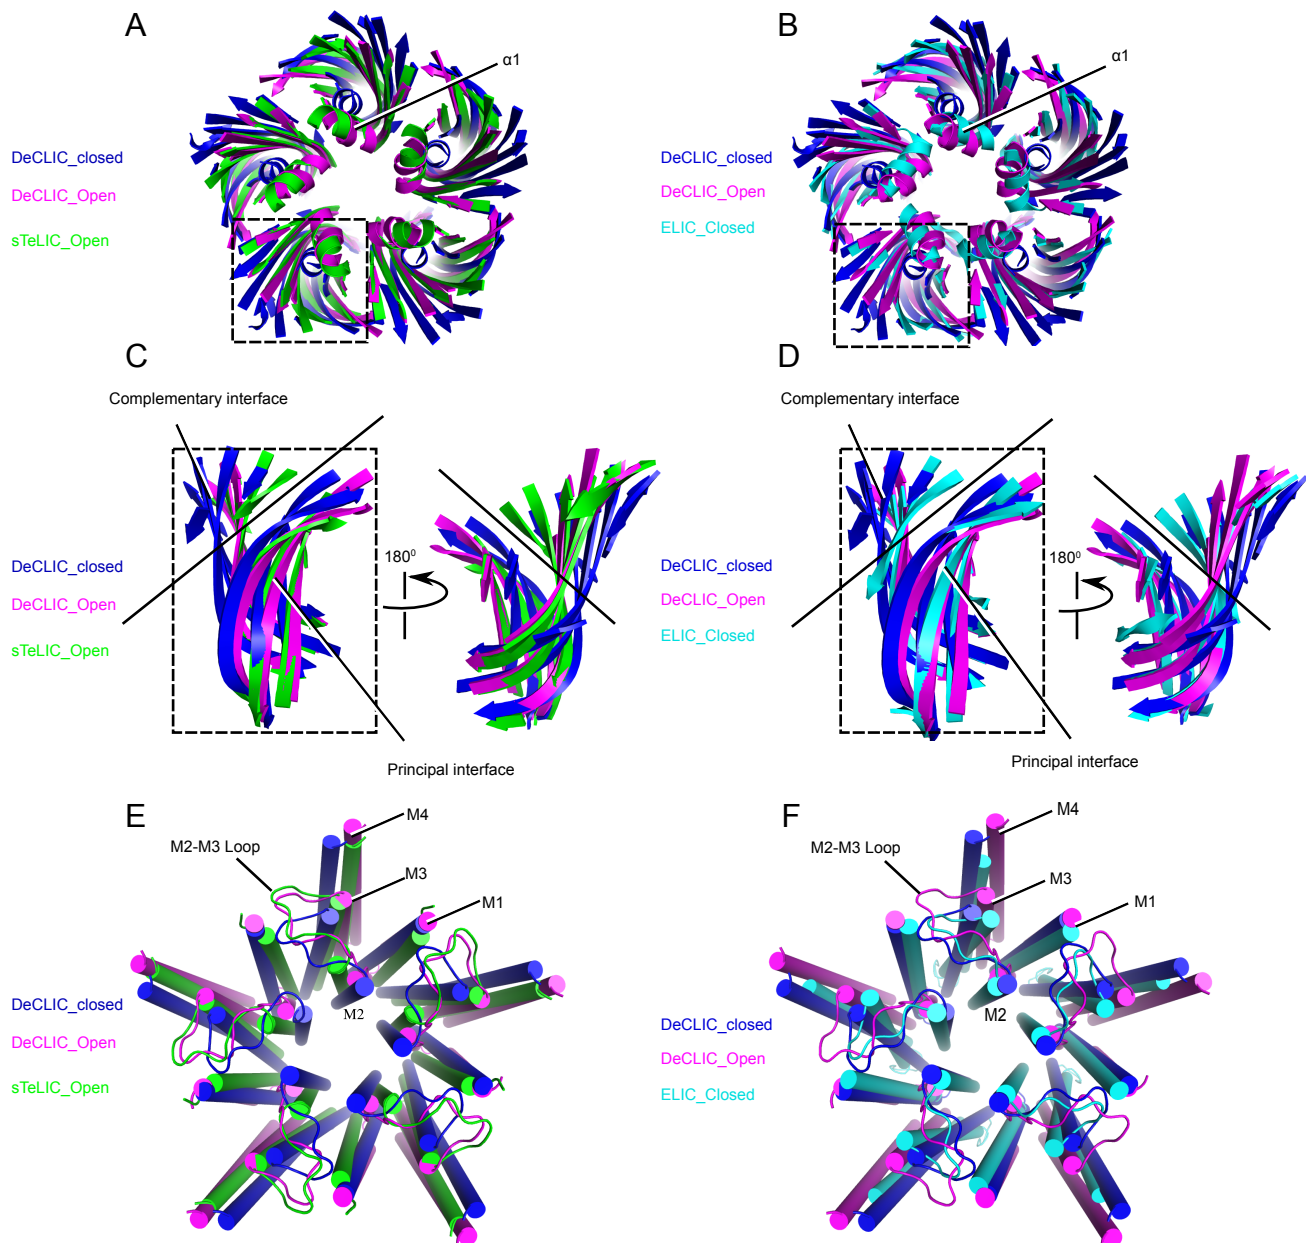 A
α1
DeCLIC_closed
DeCLIC_Open
sTeLIC_Open
B
α1
DeCLIC_closed
DeCLIC_Open
ELIC_Closed
C
Complementary interface
DeCLIC_closed
DeCLIC_Open
sTeLIC_Open
180⁰
Principal interface
D
Complementary interface
DeCLIC_closed
DeCLIC_Open
ELIC_Closed
180⁰
Principal interface
E
M4
M2-M3 Loop
M3
M1
M2
DeCLIC_closed
DeCLIC_Open
sTeLIC_Open
F
M4
M2-M3 Loop
M3
M1
M2
DeCLIC_closed
DeCLIC_Open
ELIC_Closed